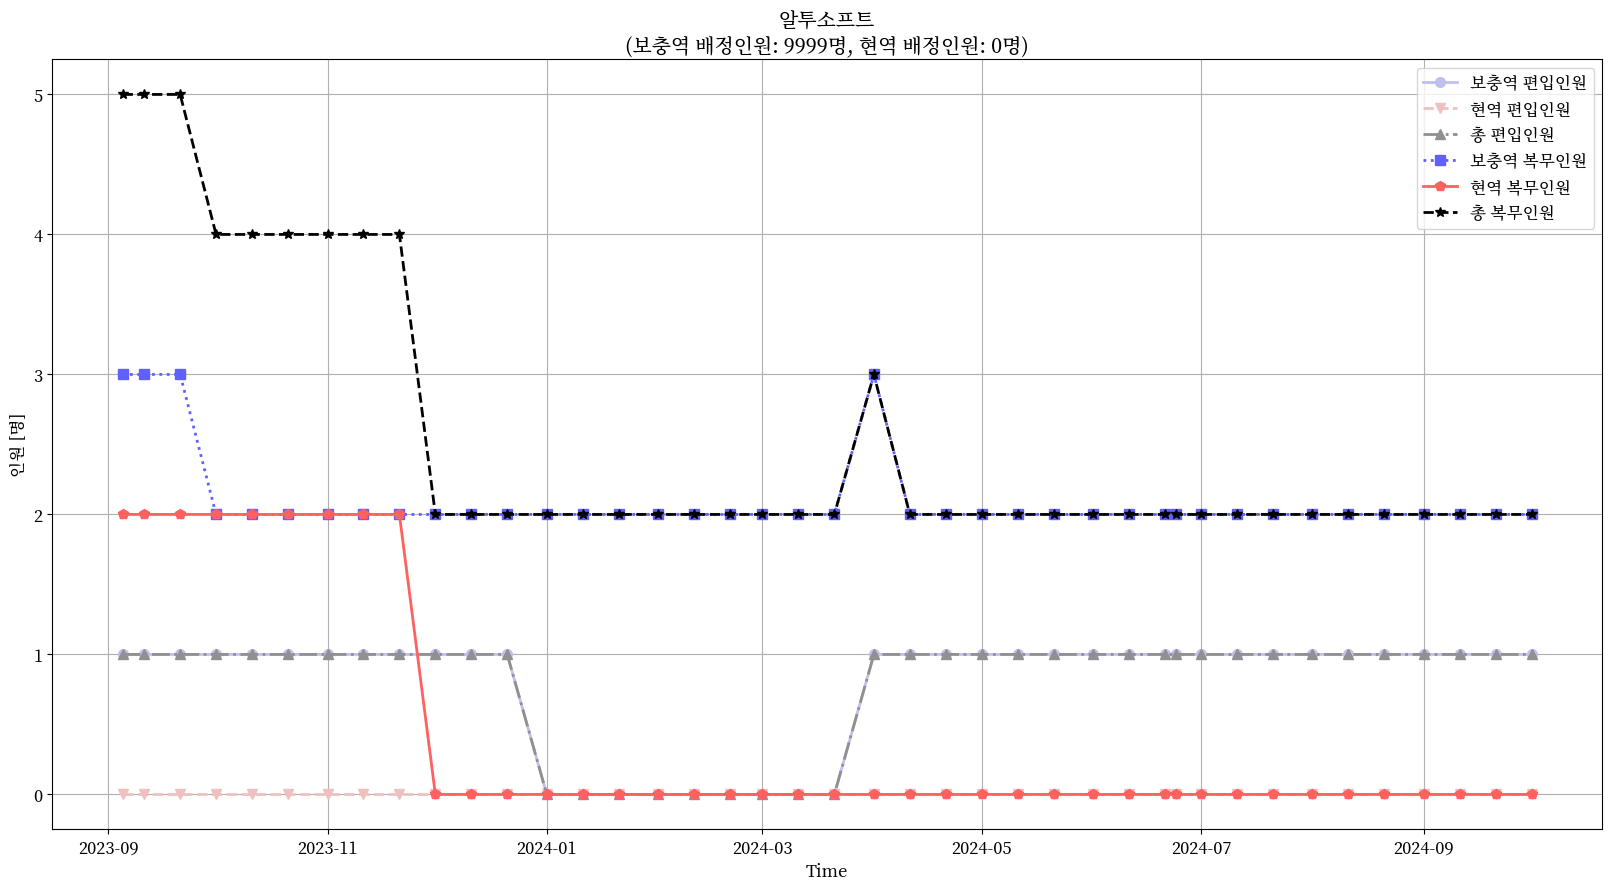 알투소프트
(보충역 배정인원: 9999명, 현역 배정인원: 0명)
보충역 편입인원
현역 편입인원
총 편입인원
보충역 복무인원
현역 복무인원
총 복무인원
인원 [명]
5
4
3
2
1
0
2023-09
2023-11
2024-01
2024-03
2024-05
2024-07
2024-09
Time